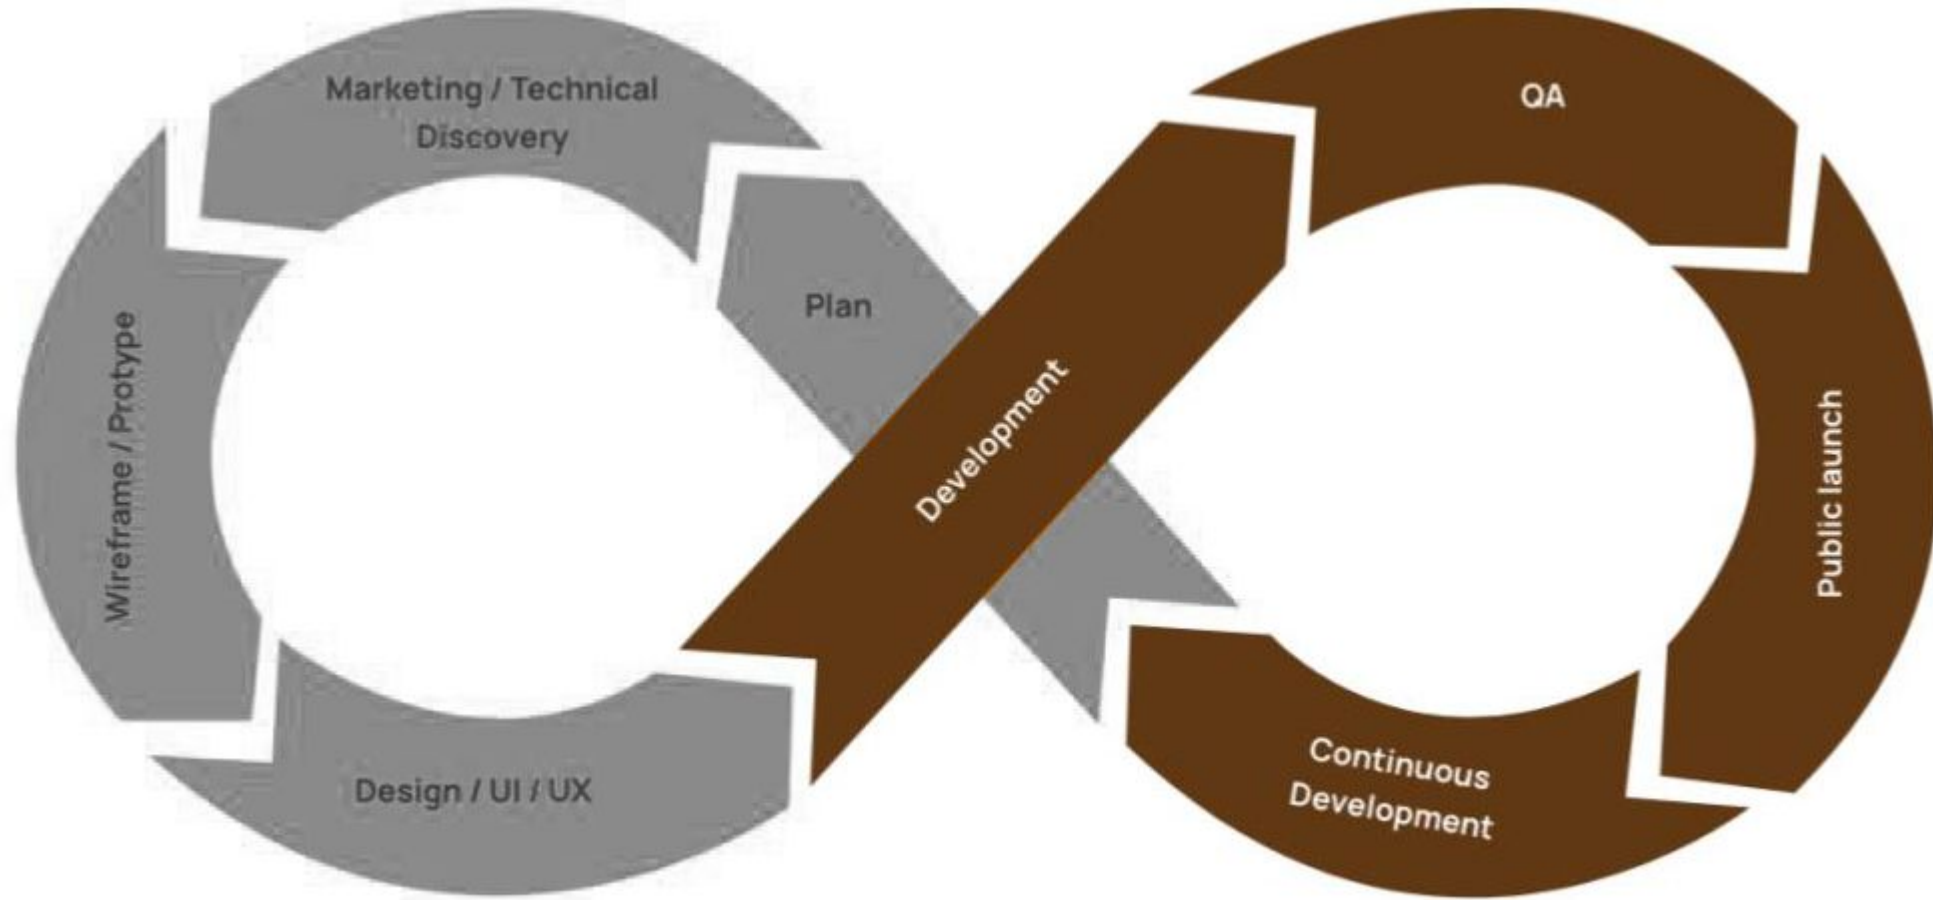 Marketing / Technical
Discovery
QA
Plan
Wireframe / Protype
Development
Public launch
Design / UI / UX
Continuous
Development